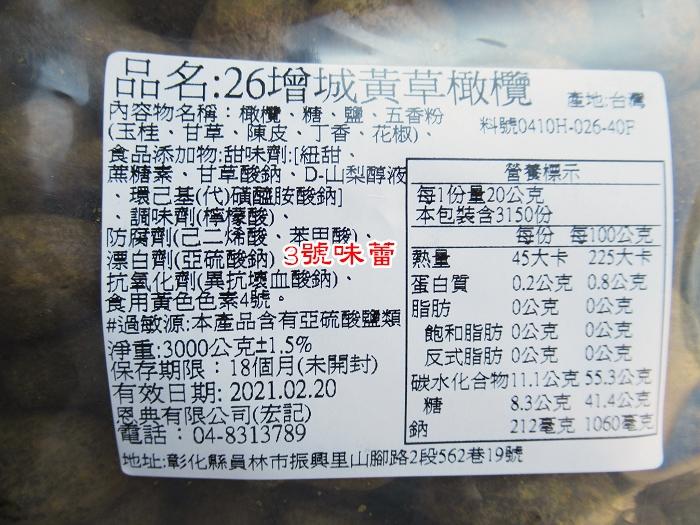 品名:26增城黃草橄欖
產地:台灣
內容物名稱：橄欖、糖、鹽、五香粉
(玉桂、甘草、陳皮、丁香、花椒)、
料號0410H-026-40F
食品添加物:甜味劑:[紐甜、
蔗糖素、甘草酸鈉、D-山梨醇液
、環己基(代)磺醯胺酸鈉]
、調味劑(檸檬酸)、
防腐劑(己二烯酸、苯甲酸)、
漂白劑(亞硫酸鈉)
3號味蕾
抗氧化劑(異抗壞血酸鈉)、
食用黃色色素4號。
#過敏源:本產品含有亞硫酸鹽類
淨重:3000公克±1.5%
保存期限：18個月(未開封)
有效日期: 2021.02.20
恩典有限公司(宏記)
電話： 04-8313789
地址:彰化縣員林市振興里山腳路2段562巷19號
營養標示
每1份量20公克
本包裝含3150份
每份 每100公克
熱量 45大卡 225大卡
蛋白質 0.2公克 0.8公克
脂肪 0公克 0公克
飽和脂肪 0公克 0公克
反式脂肪 0公克 0公克
碳水化合物 11.1公克 55.3公克
糖 8.3公克 41.4公克
鈉 212毫克 1060毫克